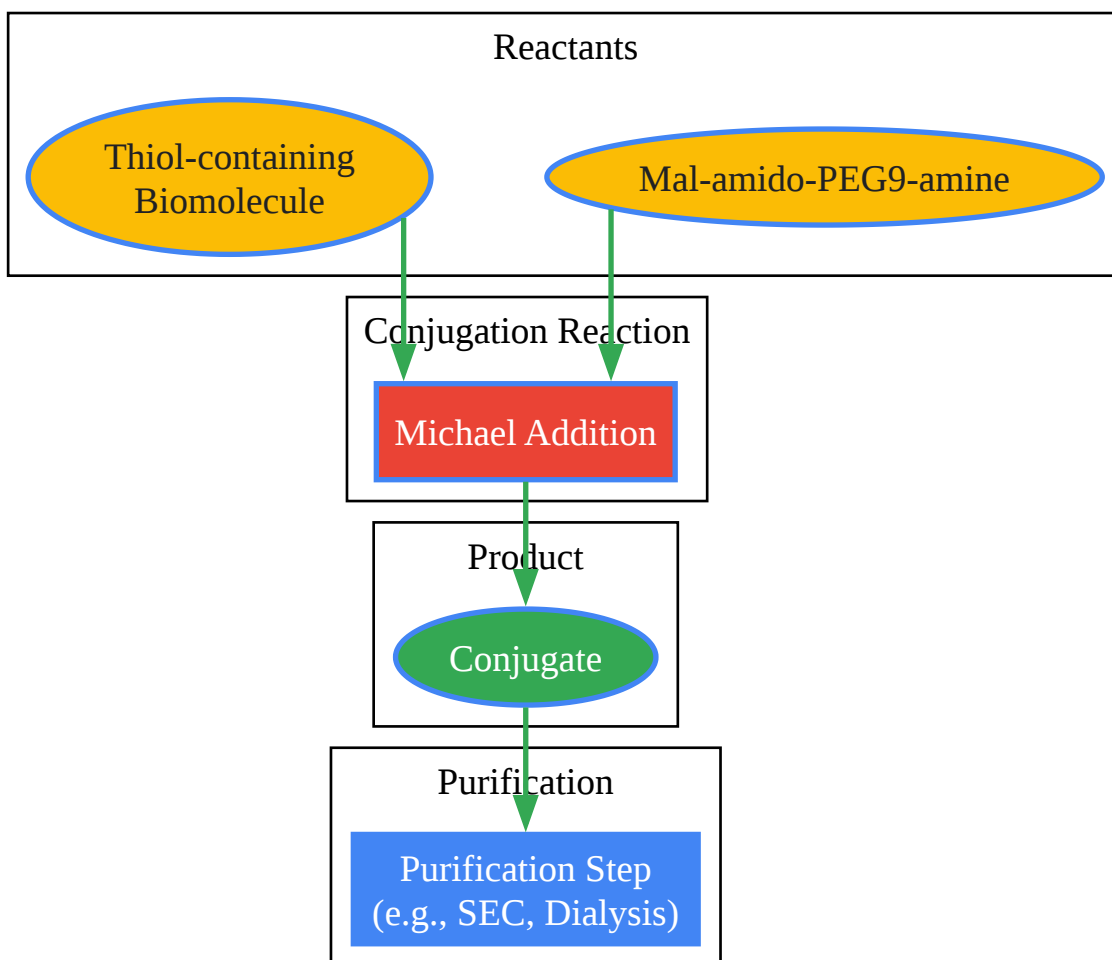 Reactants
Thiol-containing
Biomolecule
Mal-amido-PEG9-amine
Conjugation Reaction
Michael Addition
Product
Conjugate
Purification
Purification Step
(e.g., SEC, Dialysis)